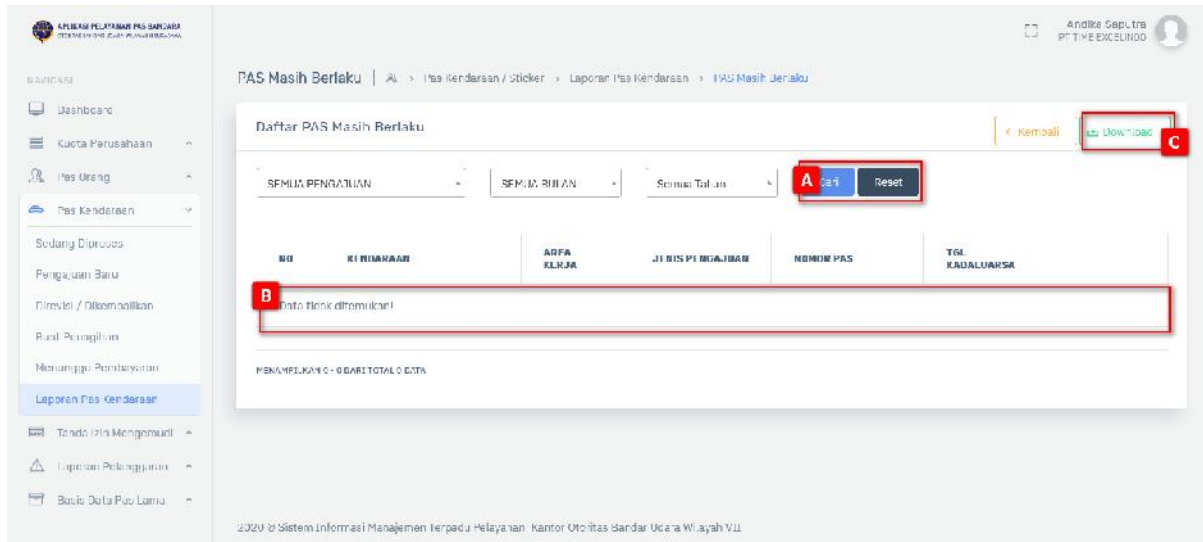 APLIKASI PELAYANAN PAS BANDARA
Andika Saputra
PT TIME EXCELINDO
NAVIGASI
PAS Masih Berlaku
Pas Kendaraan / Sticker > Laporan Pas Kendaraan > PAS Masih Berlaku
Dashboard
Kuota Perusahaan
Pas Orang
Pas Kendaraan
Sedang Diproses
Pengajuan Baru
Direvisi / Dikembalikan
Buat Penagihan
Menunggu Pembayaran
Laporan Pas Kendaraan
Tanda Izin Mengemudi
Laporan Pelanggaran
Basis Data Pas Lama
Daftar PAS Masih Berlaku
< Kembali
Download
C
SEMUA PENGAJUAN
SEMUA BULAN
Semua Tahun
A
Cari
Reset
NO KENDARAAN AREA KERJA JENIS PENGAJUAN NOMOR PAS TGL. KADALUARSA
B
Data tidak ditemukan!
MENAMPILKAN 0 - 0 DARI TOTAL 0 DATA
2020 © Sistem Informasi Manajemen Terpadu Pelayanan Kantor Otoritas Bandar Udara Wilayah VII